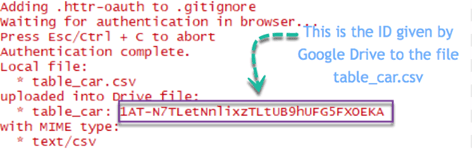 Adding .httr-oauth to .gitignore
Waiting for authentication in browser...
Press Esc/Ctrl + C to abort
Authentication complete.
Local file:
* table_car.csv
uploaded into Drive file:
* table_car: 1AT-N7TLetNnlixzTLtUB9hUFG5FXOEKA
with MIME type:
* text/csv
This is the ID given by
Google Drive to the file
table_car.csv